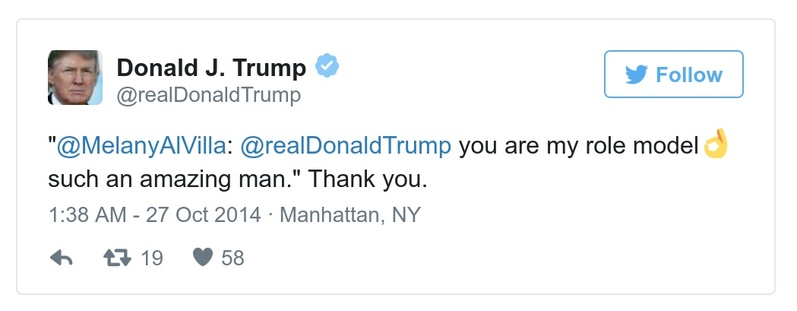 Donald J. Trump
@realDonaldTrump
Follow
"@MelanyAlVilla: @realDonaldTrump you are my role model👌
such an amazing man." Thank you.
1:38 AM - 27 Oct 2014 · Manhattan, NY
19 58